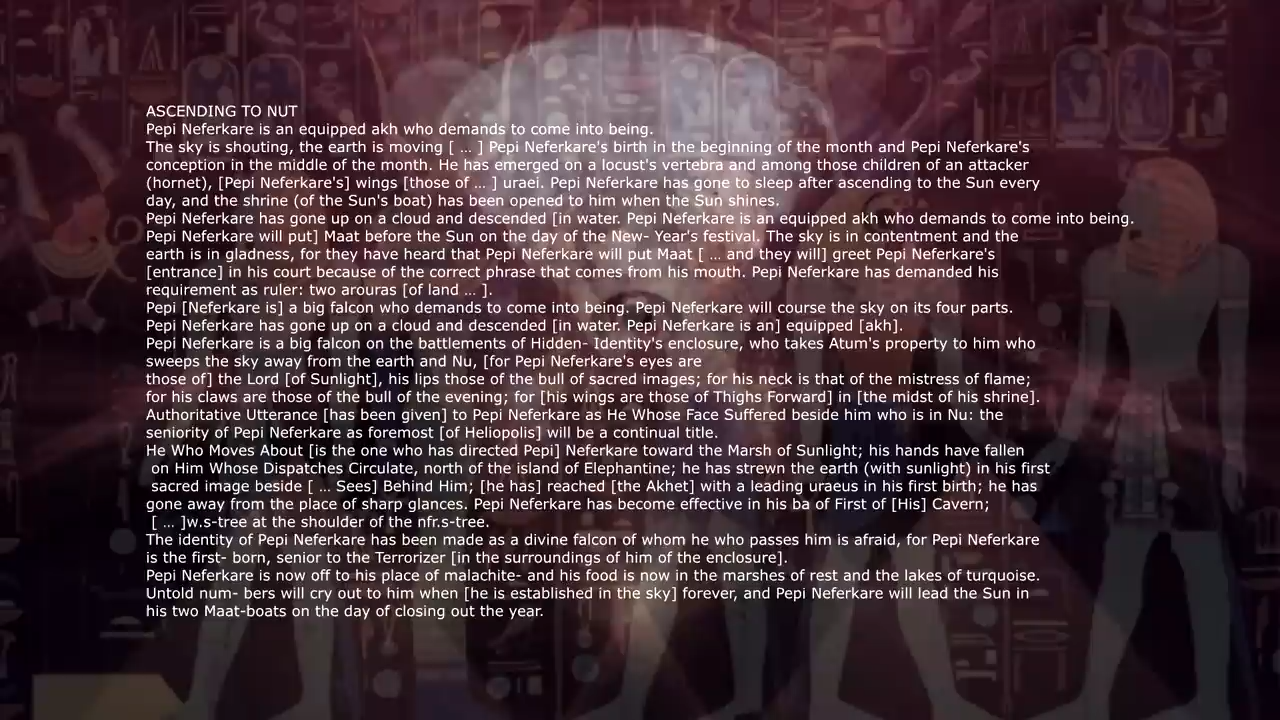 ASCENDING TO NUT
Pepi Neferkare is an equipped akh who demands to come into being.
The sky is shouting, the earth is moving [ ... ] Pepi Neferkare's birth in the beginning of the month and Pepi Neferkare's
conception in the middle of the month. He has emerged on a locust's vertebra and among those children of an attacker
(hornet), [Pepi Neferkare's] wings [those of ... ] uraei. Pepi Neferkare has gone to sleep after ascending to the Sun every
day, and the shrine (of the Sun's boat) has been opened to him when the Sun shines.
Pepi Neferkare has gone up on a cloud and descended [in water. Pepi Neferkare is an equipped akh who demands to come into being.
Pepi Neferkare will put] Maat before the Sun on the day of the New- Year's festival. The sky is in contentment and the
earth is in gladness, for they have heard that Pepi Neferkare will put Maat [ ... and they will] greet Pepi Neferkare's
[entrance] in his court because of the correct phrase that comes from his mouth. Pepi Neferkare has demanded his
requirement as ruler: two arouras [of land ... ].
Pepi [Neferkare is] a big falcon who demands to come into being. Pepi Neferkare will course the sky on its four parts.
Pepi Neferkare has gone up on a cloud and descended [in water. Pepi Neferkare is an] equipped [akh].
Pepi Neferkare is a big falcon on the battlements of Hidden- Identity's enclosure, who takes Atum's property to him who
sweeps the sky away from the earth and Nu, [for Pepi Neferkare's eyes are
those of] the Lord [of Sunlight], his lips those of the bull of sacred images; for his neck is that of the mistress of flame;
for his claws are those of the bull of the evening; for [his wings are those of Thighs Forward] in [the midst of his shrine].
Authoritative Utterance [has been given] to Pepi Neferkare as He Whose Face Suffered beside him who is in Nu: the
seniority of Pepi Neferkare as foremost [of Heliopolis] will be a continual title.
He Who Moves About [is the one who has directed Pepi] Neferkare toward the Marsh of Sunlight; his hands have fallen
on Him Whose Dispatches Circulate, north of the island of Elephantine; he has strewn the earth (with sunlight) in his first
sacred image beside [ ... Sees] Behind Him; [he has] reached [the Akhet] with a leading uraeus in his first birth; he has
gone away from the place of sharp glances. Pepi Neferkare has become effective in his ba of First of [His] Cavern;
[ ... ]w.s-tree at the shoulder of the nfr.s-tree.
The identity of Pepi Neferkare has been made as a divine falcon of whom he who passes him is afraid, for Pepi Neferkare
is the first- born, senior to the Terrorizer [in the surroundings of him of the enclosure].
Pepi Neferkare is now off to his place of malachite- and his food is now in the marshes of rest and the lakes of turquoise.
Untold num- bers will cry out to him when [he is established in the sky] forever, and Pepi Neferkare will lead the Sun in
his two Maat-boats on the day of closing out the year.